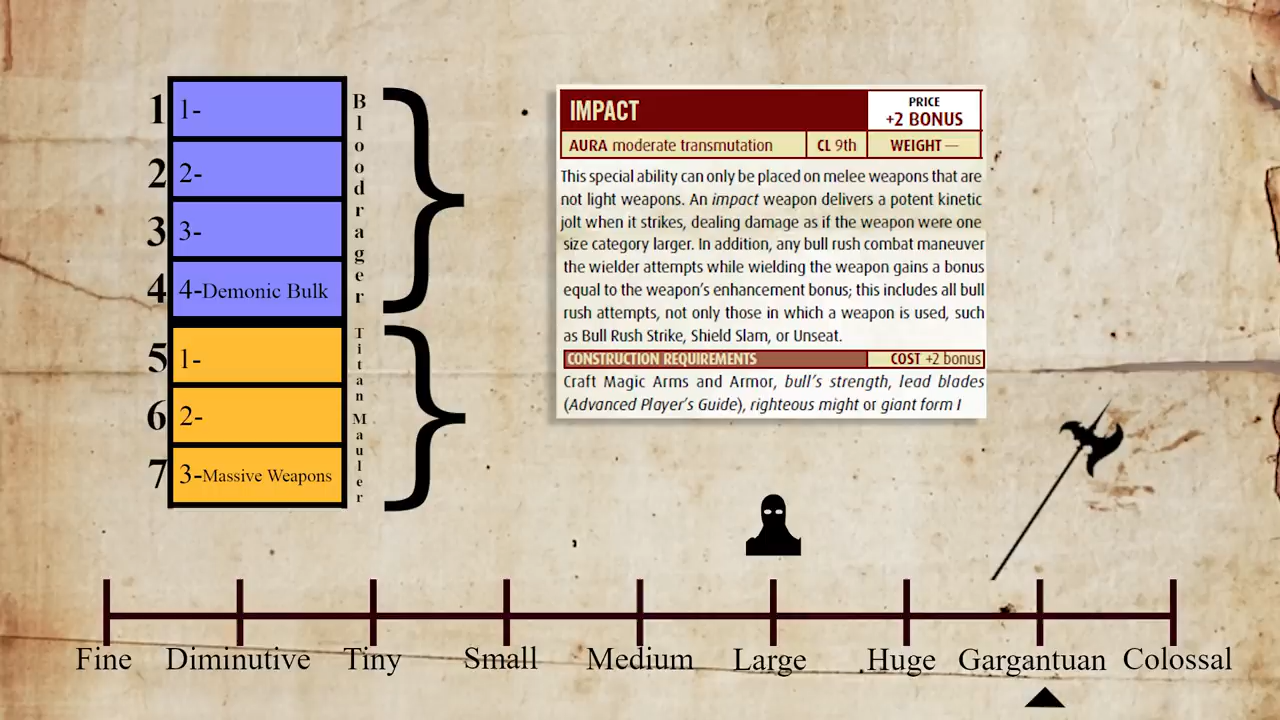 1 1-
2 2-
3 3-
4 4-Demonic Bulk
Bloodrager
5 1-
6 2-
7 3-Massive Weapons
Titan Mauler
IMPACT
PRICE
+2 BONUS
AURA moderate transmutation CL 9th WEIGHT —
This special ability can only be placed on melee weapons that are
not light weapons. An impact weapon delivers a potent kinetic
jolt when it strikes, dealing damage as if the weapon were one
size category larger. In addition, any bull rush combat maneuver
the wielder attempts while wielding the weapon gains a bonus
equal to the weapon's enhancement bonus; this includes all bull
rush attempts, not only those in which a weapon is used, such
as Bull Rush Strike, Shield Slam, or Unseat.
CONSTRUCTION REQUIREMENTS COST +2 bonus
Craft Magic Arms and Armor, bull's strength, lead blades
(Advanced Player's Guide), righteous might or giant form I
Fine Diminutive Tiny Small Medium Large Huge Gargantuan Colossal